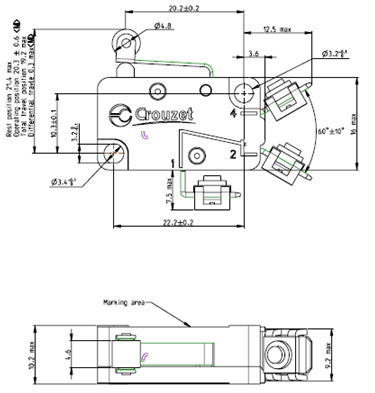 20.2±0.2
12.5 max
Ø4.8
3.6
Ø3.2
Rest position 21.4 max
Operating position 20.3 ± 0.6
Total travel position 19.2 max
Differential 0.3 max
10.3±0.1
3.2
Crouzet
4
60°±10°
16 max
1
2
Ø3.4
7.5 max
22.2±0.2
Marking area
10.2 max
4.6
9.2 max